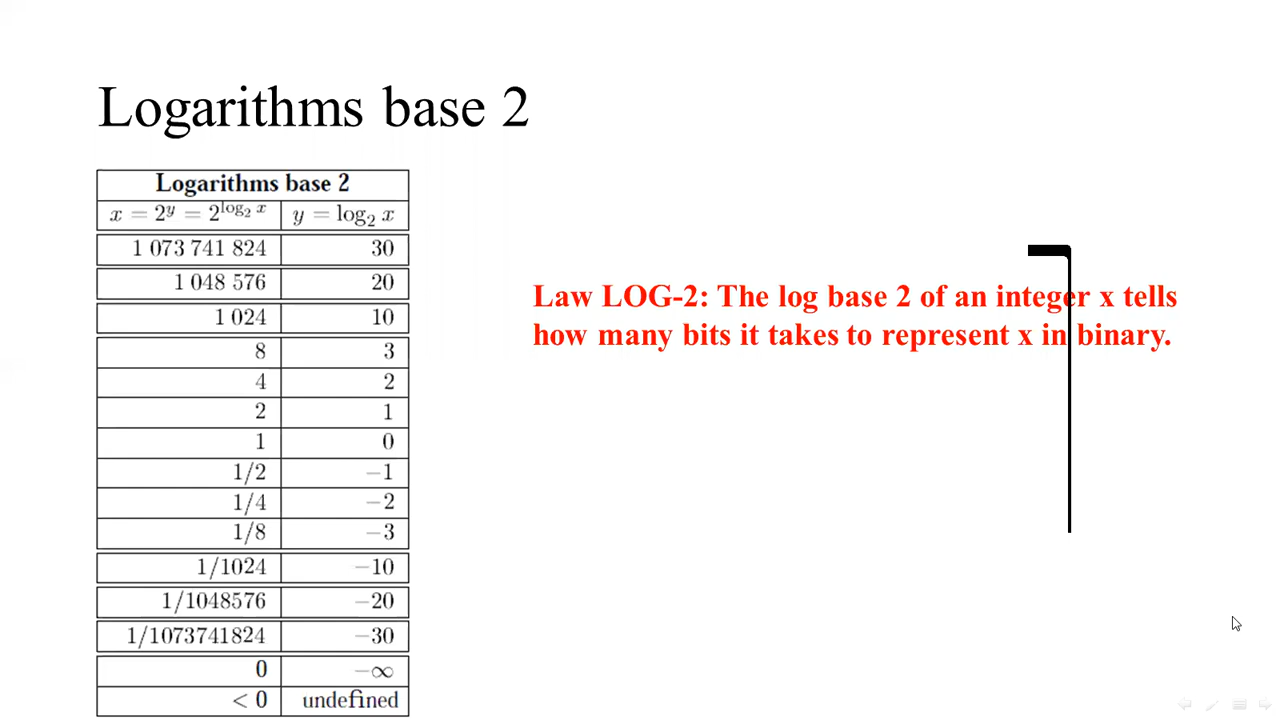 Logarithms base 2
Logarithms base 2
x = 2^y = 2^{log_2 x} y = log_2 x
1 073 741 824 30
1 048 576 20
1 024 10
8 3
4 2
2 1
1 0
1/2 −1
1/4 −2
1/8 −3
1/1024 −10
1/1048576 −20
1/1073741824 −30
0 −∞
< 0 undefined
Law LOG-2: The log base 2 of an integer x tells
how many bits it takes to represent x in binary.